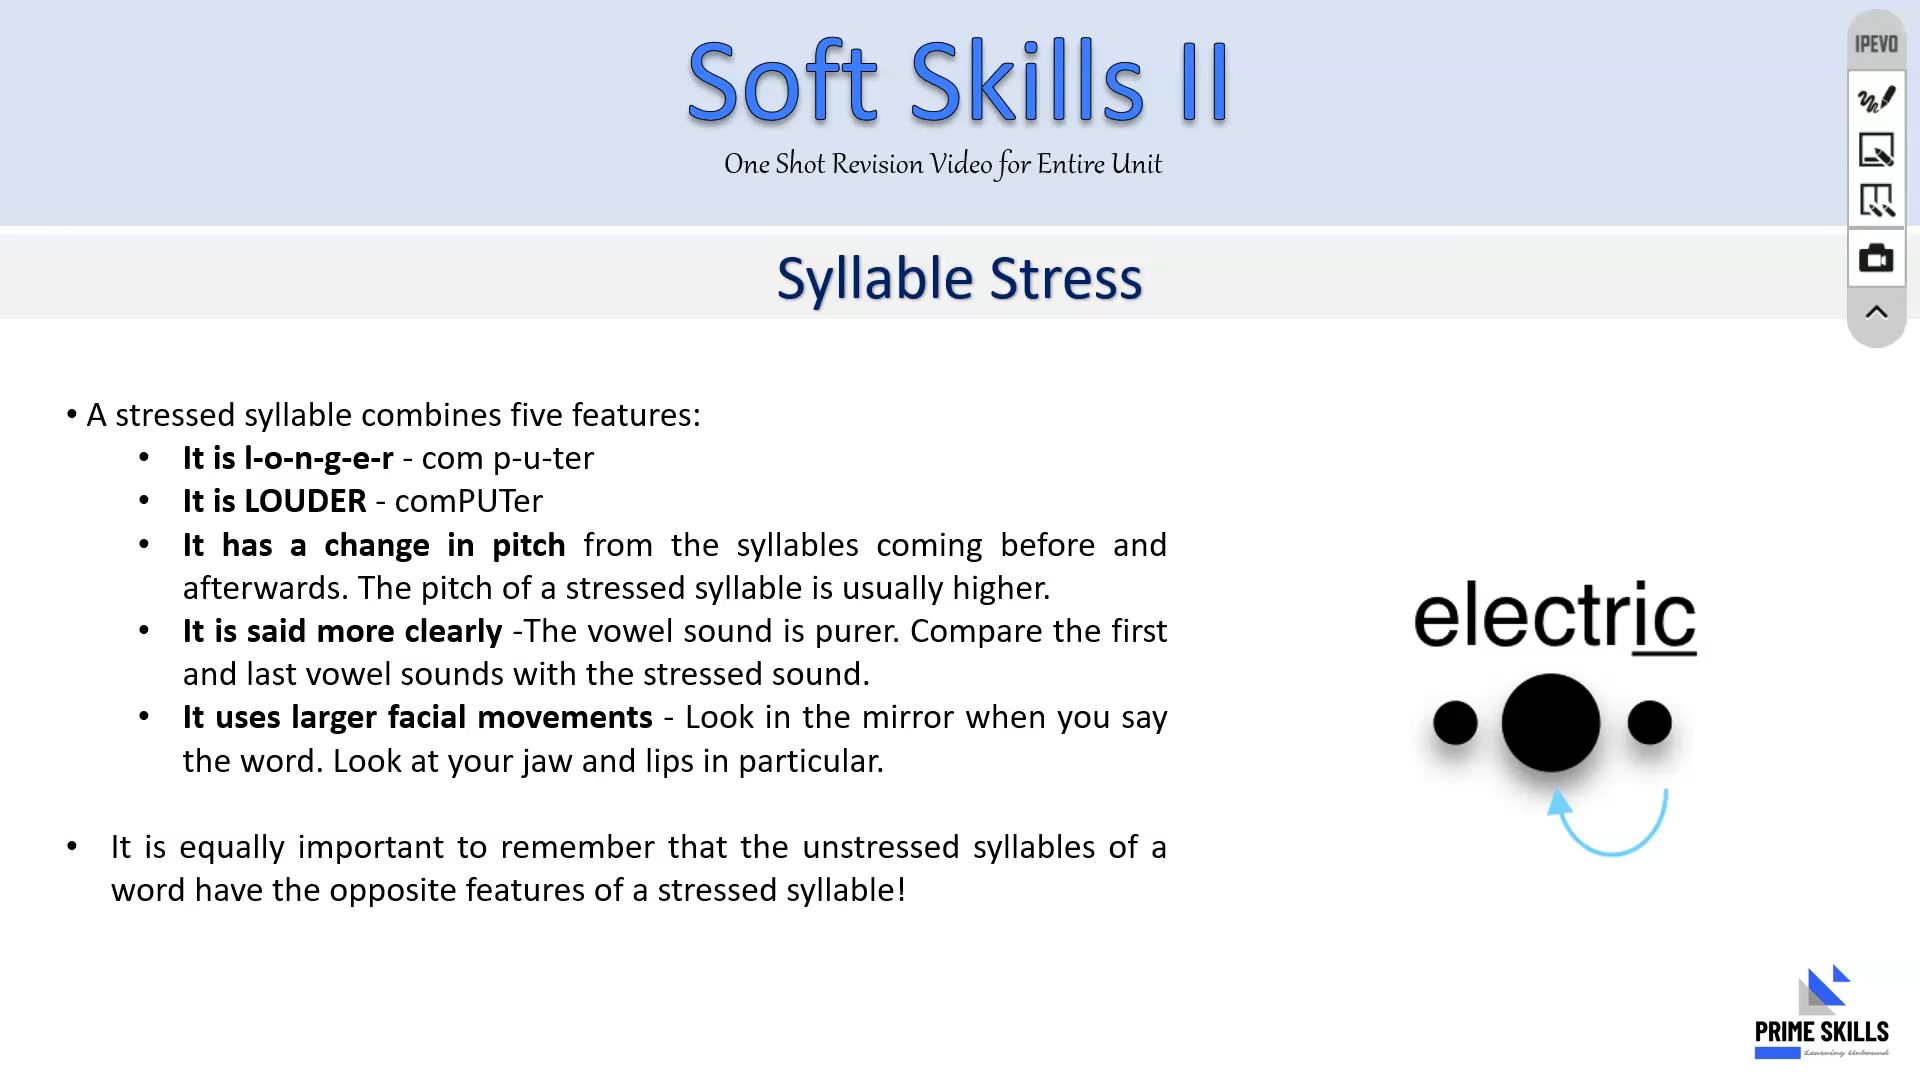 Soft Skills II
One Shot Revision Video for Entire Unit
IPEVO
Syllable Stress
• A stressed syllable combines five features:
• It is l-o-n-g-e-r - com p-u-ter
• It is LOUDER - comPUTer
• It has a change in pitch from the syllables coming before and
afterwards. The pitch of a stressed syllable is usually higher.
• It is said more clearly -The vowel sound is purer. Compare the first
and last vowel sounds with the stressed sound.
• It uses larger facial movements - Look in the mirror when you say
the word. Look at your jaw and lips in particular.
• It is equally important to remember that the unstressed syllables of a
word have the opposite features of a stressed syllable!
electric
PRIME SKILLS
Learning Unbound